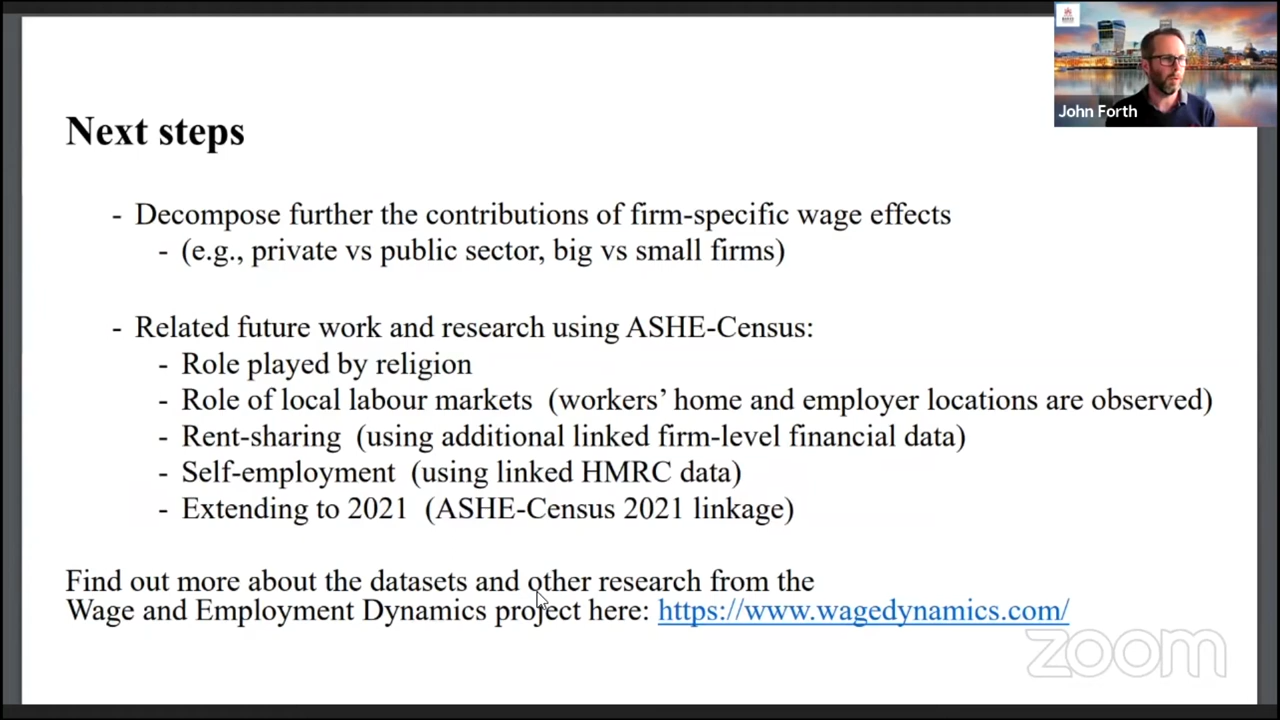 John Forth
Next steps
- Decompose further the contributions of firm-specific wage effects
- (e.g., private vs public sector, big vs small firms)
- Related future work and research using ASHE-Census:
- Role played by religion
- Role of local labour markets (workers’ home and employer locations are observed)
- Rent-sharing (using additional linked firm-level financial data)
- Self-employment (using linked HMRC data)
- Extending to 2021 (ASHE-Census 2021 linkage)
Find out more about the datasets and other research from the
Wage and Employment Dynamics project here: https://www.wagedynamics.com/
zoom